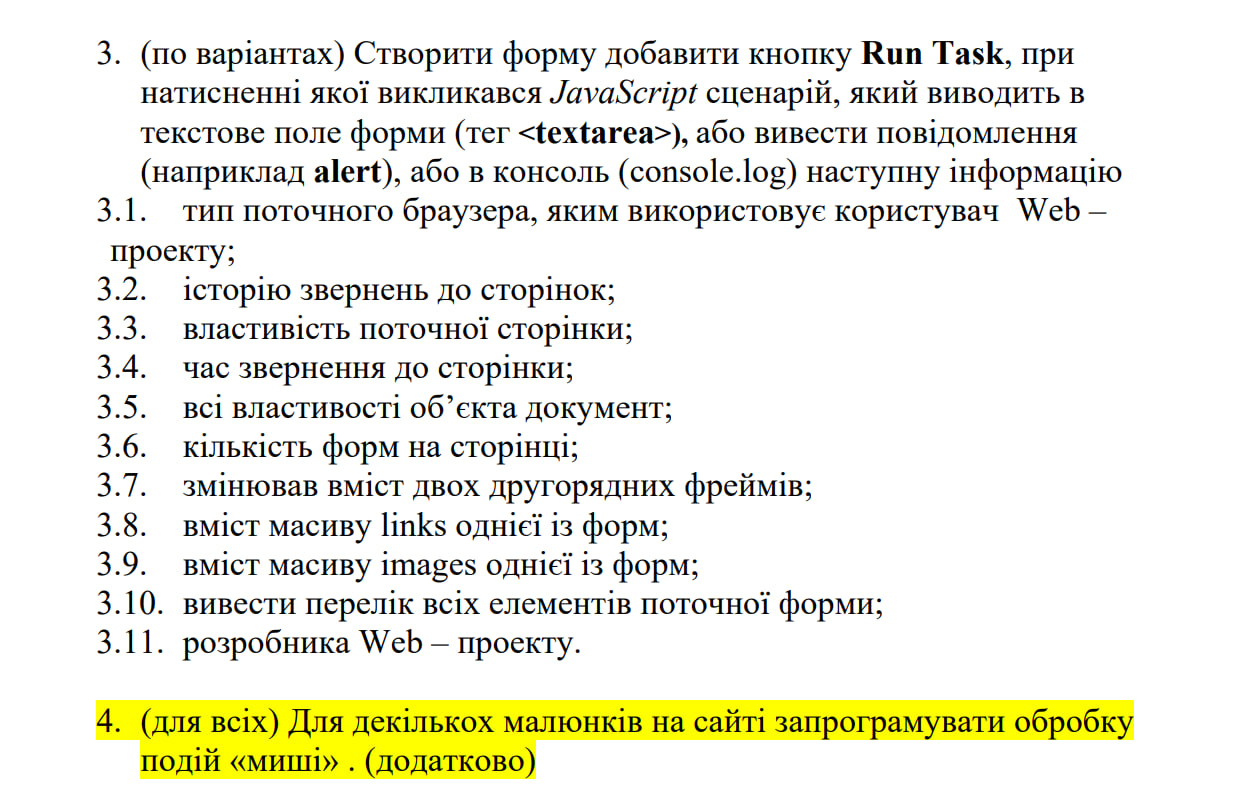 3. (по варіантах) Створити форму добавити кнопку Run Task, при
натисненні якої викликався JavaScript сценарій, який виводить в
текстове поле форми (тег <textarea>), або вивести повідомлення
(наприклад alert), або в консоль (console.log) наступну інформацію
3.1. тип поточного браузера, яким використовує користувач Web –
проекту;
3.2. історію звернень до сторінок;
3.3. властивість поточної сторінки;
3.4. час звернення до сторінки;
3.5. всі властивості об’єкта документ;
3.6. кількість форм на сторінці;
3.7. змінював вміст двох другорядних фреймів;
3.8. вміст масиву links однієї із форм;
3.9. вміст масиву images однієї із форм;
3.10. вивести перелік всіх елементів поточної форми;
3.11. розробника Web – проекту.
4. (для всіх) Для декількох малюнків на сайті запрограмувати обробку
подій «миші» . (додатково)